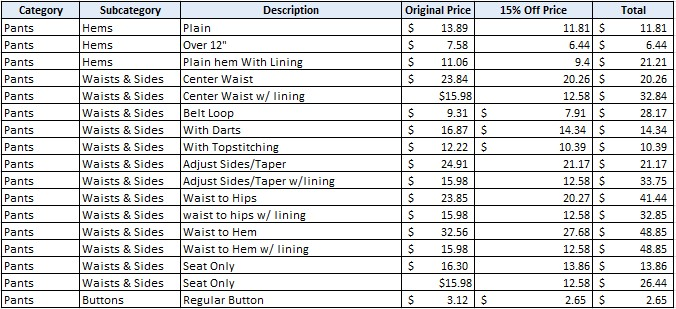 Category Subcategory Description Original Price 15% Off Price Total
Pants Hems Plain $ 13.89 11.81 $ 11.81
Pants Hems Over 12" $ 7.58 6.44 $ 6.44
Pants Hems Plain hem With Lining $ 11.06 9.4 $ 21.21
Pants Waists & Sides Center Waist $ 23.84 20.26 $ 20.26
Pants Waists & Sides Center Waist w/ lining $15.98 12.58 $ 32.84
Pants Waists & Sides Belt Loop $ 9.31 $ 7.91 $ 28.17
Pants Waists & Sides With Darts $ 16.87 $ 14.34 $ 14.34
Pants Waists & Sides With Topstitching $ 12.22 $ 10.39 $ 10.39
Pants Waists & Sides Adjust Sides/Taper $ 24.91 21.17 $ 21.17
Pants Waists & Sides Adjust Sides/Taper w/lining $ 15.98 12.58 $ 33.75
Pants Waists & Sides Waist to Hips $ 23.85 20.27 $ 41.44
Pants Waists & Sides waist to hips w/ lining $ 15.98 12.58 $ 32.85
Pants Waists & Sides Waist to Hem $ 32.56 27.68 $ 48.85
Pants Waists & Sides Waist to Hem w/ lining $ 15.98 12.58 $ 48.85
Pants Waists & Sides Seat Only $ 16.30 13.86 $ 13.86
Pants Waists & Sides Seat Only $15.98 12.58 $ 26.44
Pants Buttons Regular Button $ 3.12 $ 2.65 $ 2.65